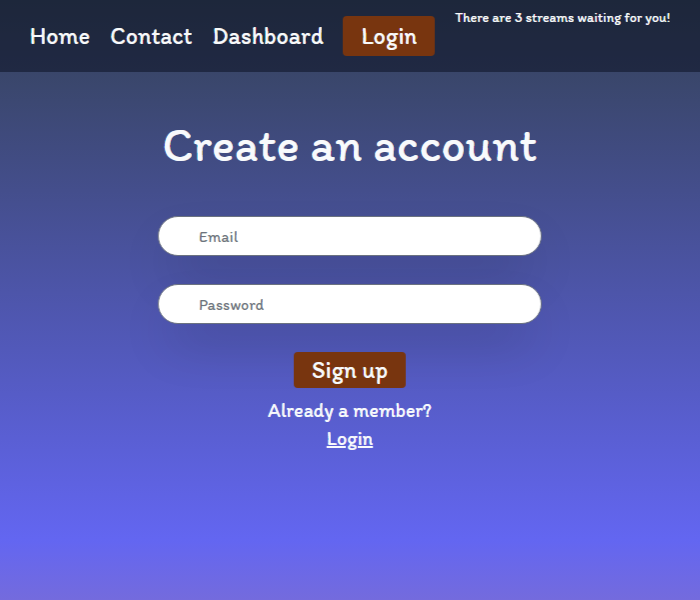 Home Contact Dashboard Login There are 3 streams waiting for you!
Create an account
Email
Password
Sign up
Already a member?
Login